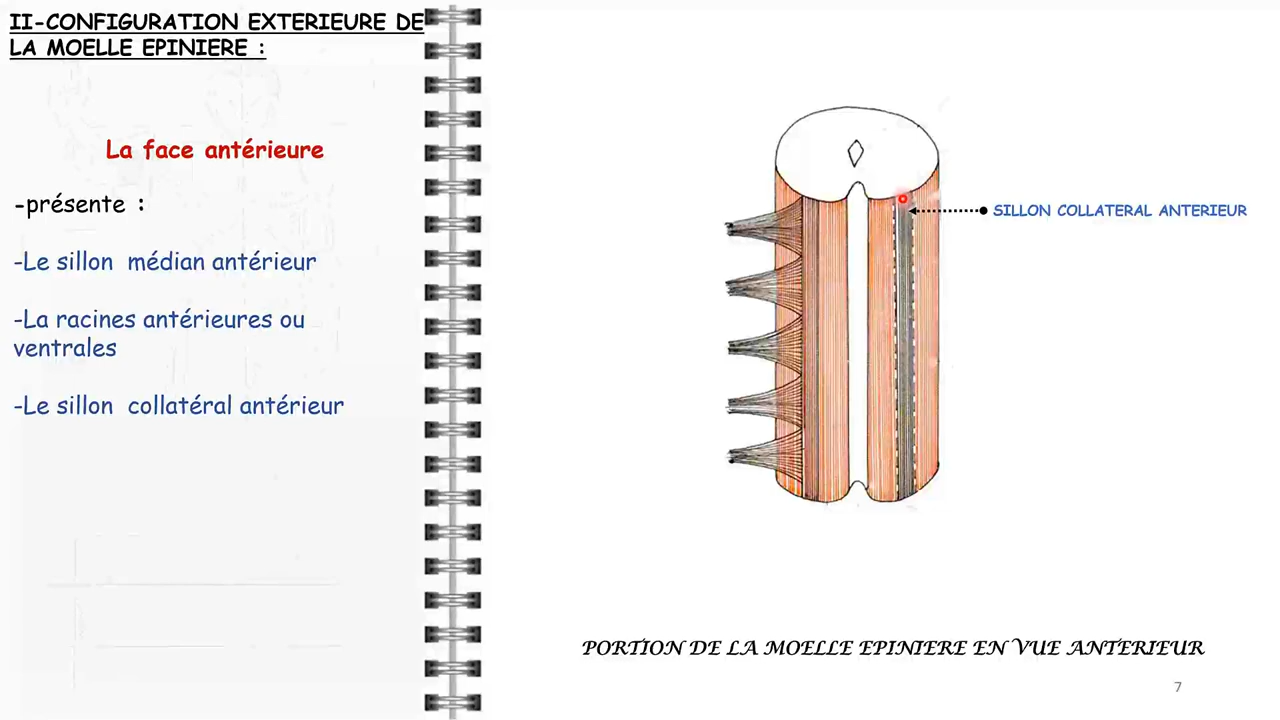 II-CONFIGURATION EXTERIEURE DE
LA MOELLE EPINIERE :
La face antérieure
-présente :
-Le sillon médian antérieur
-La racines antérieures ou
ventrales
-Le sillon collatéral antérieur
SILLON COLLATERAL ANTERIEUR
PORTION DE LA MOELLE EPINIERE EN VUE ANTERIEUR
7